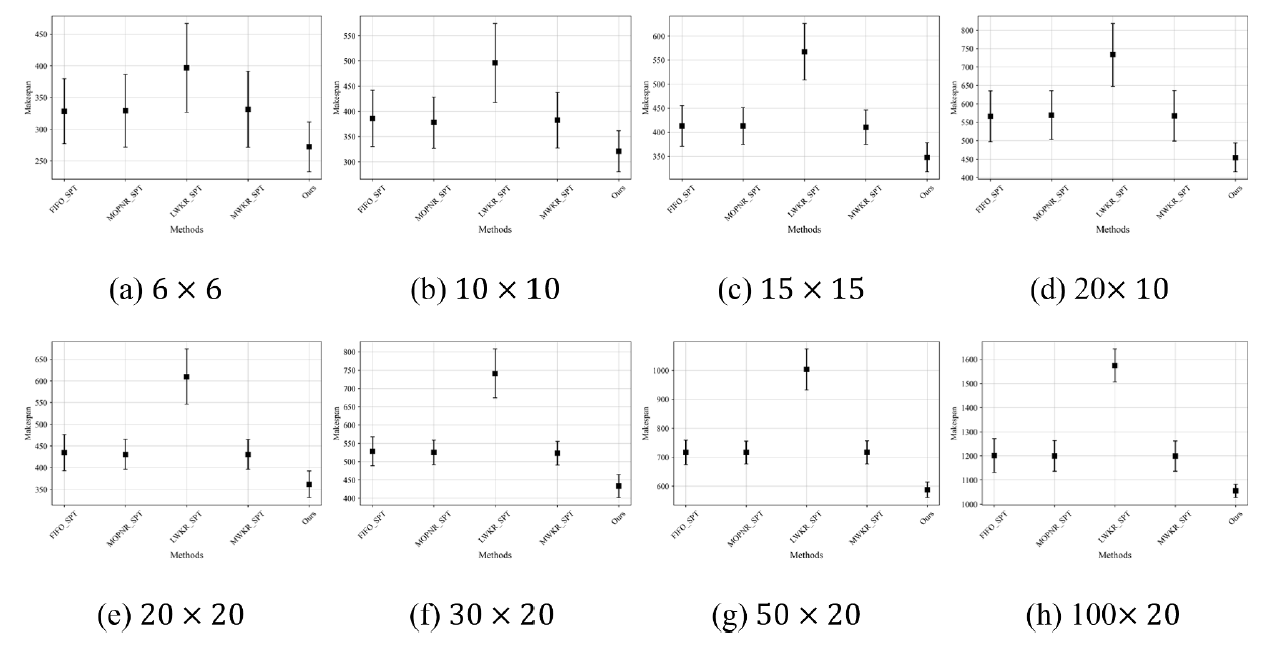 Makespan
450
400
350
300
250
FIFO_SPT
MOPNR_SPT
LWKR_SPT
MWKR_SPT
Ours
Methods
(a) 6 × 6
Makespan
550
500
450
400
350
300
FIFO_SPT
MOPNR_SPT
LWKR_SPT
MWKR_SPT
Ours
Methods
(b) 10 × 10
Makespan
600
550
500
450
400
350
FIFO_SPT
MOPNR_SPT
LWKR_SPT
MWKR_SPT
Ours
Methods
(c) 15 × 15
Makespan
800
750
700
650
600
550
500
450
400
FIFO_SPT
MOPNR_SPT
LWKR_SPT
MWKR_SPT
Ours
Methods
(d) 20× 10
Makespan
650
600
550
500
450
400
350
FIFO_SPT
MOPNR_SPT
LWKR_SPT
MWKR_SPT
Ours
Methods
(e) 20 × 20
Makespan
800
750
700
650
600
550
500
450
400
FIFO_SPT
MOPNR_SPT
LWKR_SPT
MWKR_SPT
Ours
Methods
(f) 30 × 20
Makespan
1000
900
800
700
600
FIFO_SPT
MOPNR_SPT
LWKR_SPT
MWKR_SPT
Ours
Methods
(g) 50 × 20
Makespan
1600
1500
1400
1300
1200
1100
1000
FIFO_SPT
MOPNR_SPT
LWKR_SPT
MWKR_SPT
Ours
Methods
(h) 100× 20